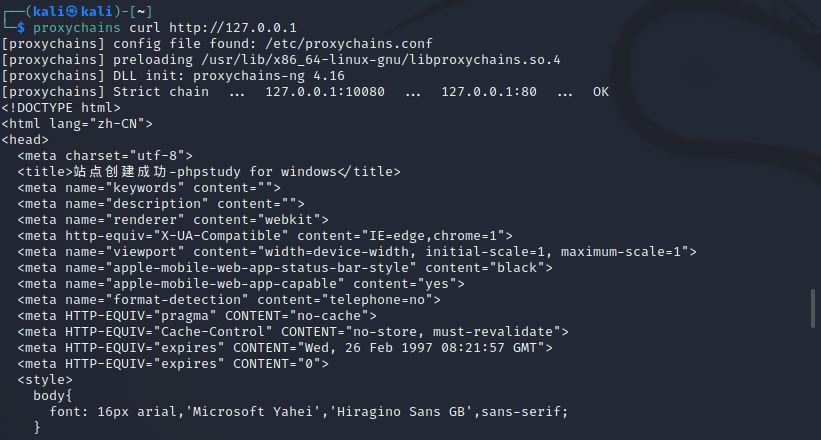 ┌──(kali㉿kali)-[~]
└─$ proxychains curl http://127.0.0.1
[proxychains] config file found: /etc/proxychains.conf
[proxychains] preloading /usr/lib/x86_64-linux-gnu/libproxychains.so.4
[proxychains] DLL init: proxychains-ng 4.16
[proxychains] Strict chain  ...  127.0.0.1:10080  ...  127.0.0.1:80  ...  OK
<!DOCTYPE html>
<html lang="zh-CN">
<head>
  <meta charset="utf-8">
  <title>站点创建成功-phpstudy for windows</title>
  <meta name="keywords" content="">
  <meta name="description" content="">
  <meta name="renderer" content="webkit">
  <meta http-equiv="X-UA-Compatible" content="IE=edge,chrome=1">
  <meta name="viewport" content="width=device-width, initial-scale=1, maximum-scale=1">
  <meta name="apple-mobile-web-app-status-bar-style" content="black">
  <meta name="apple-mobile-web-app-capable" content="yes">
  <meta name="format-detection" content="telephone=no">
  <meta HTTP-EQUIV="pragma" CONTENT="no-cache">
  <meta HTTP-EQUIV="Cache-Control" CONTENT="no-store, must-revalidate">
  <meta HTTP-EQUIV="expires" CONTENT="Wed, 26 Feb 1997 08:21:57 GMT">
  <meta HTTP-EQUIV="expires" CONTENT="0">
  <style>
    body{
      font: 16px arial,'Microsoft Yahei','Hiragino Sans GB',sans-serif;
    }